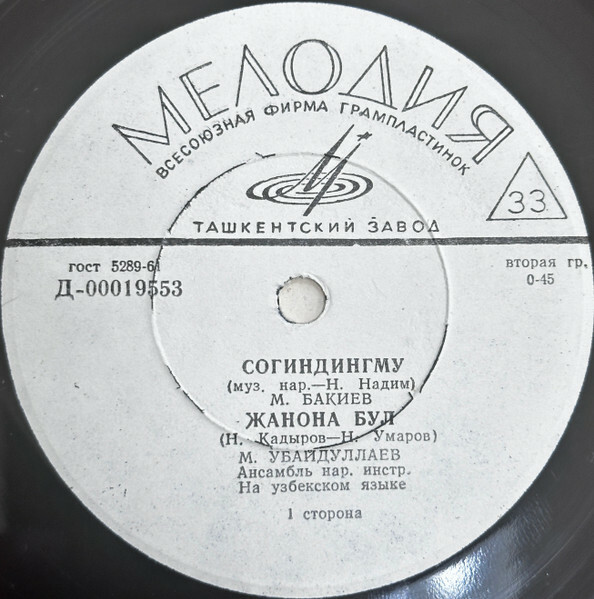 МЕЛОДИЯ
ВСЕСОЮЗНАЯ ФИРМА ГРАМПЛАСТИНОК
33
ТАШКЕНТСКИЙ ЗАВОД
гост 5289-61
вторая гр.
Д-00019553
0-45
СОГИНДИНГМУ
(муз. нар.—Н. Надим)
М. БАКИЕВ
ЖАНОНА БУЛ
(Н. Кадыров—Н. Умаров)
М. УБАЙДУЛЛАЕВ
Ансамбль нар. инстр.
На узбекском языке
1 сторона